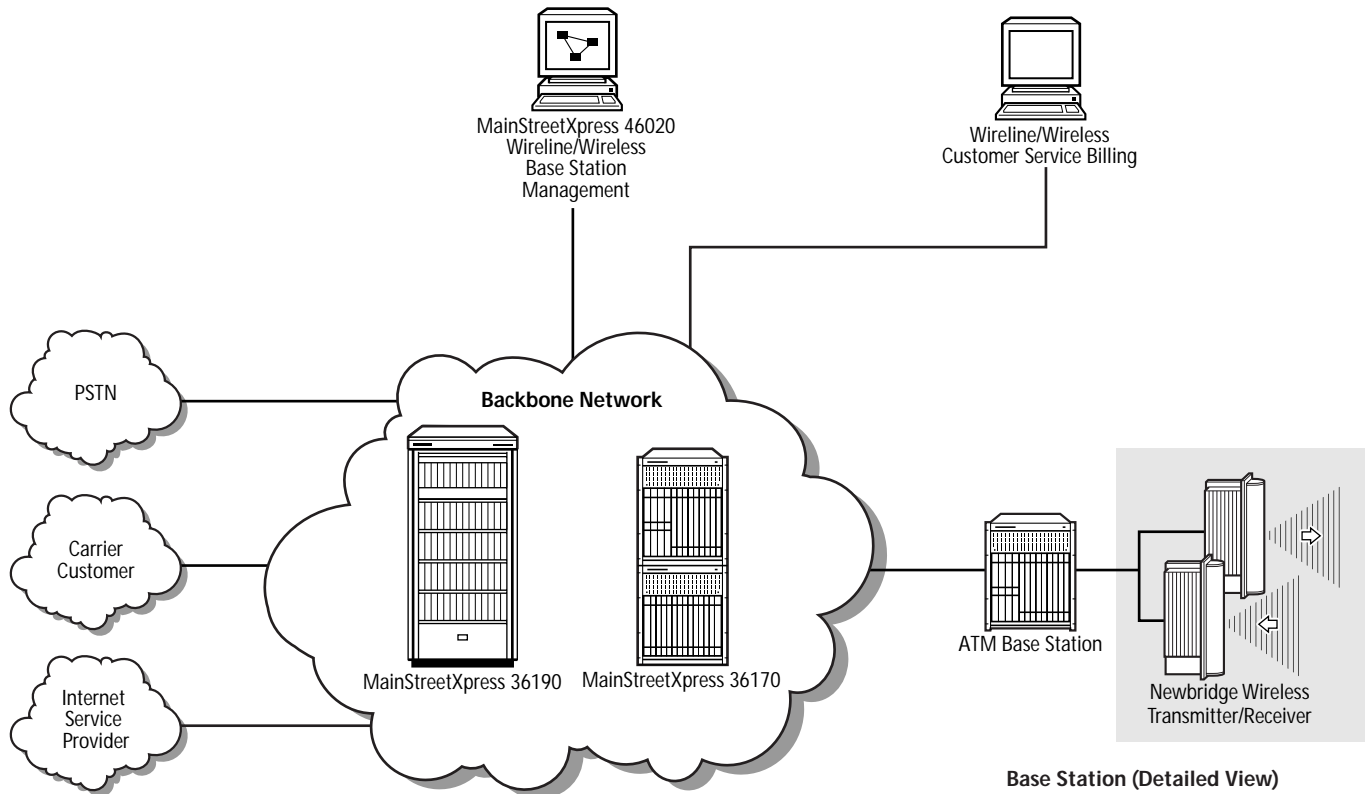 MainStreetXpress 46020
Wireline/Wireless
Base Station
Management
Wireline/Wireless
Customer Service Billing
PSTN
Backbone Network
Carrier
Customer
MainStreetXpress 36190
MainStreetXpress 36170
ATM Base Station
Internet
Service
Provider
Newbridge Wireless
Transmitter/Receiver
Base Station (Detailed View)